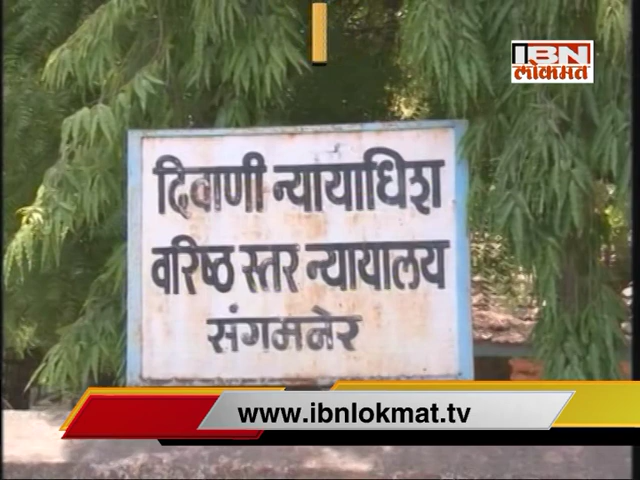 IBN
लोकमत
दिवाणी न्यायाधिश
वरिष्ठ स्तर न्यायालय
संगमनेर
www.ibnlokmat.tv